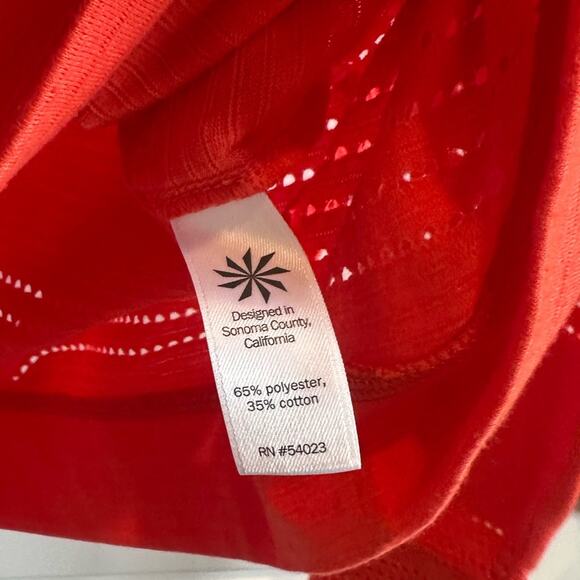 Designed in
Sonoma County,
California
65% polyester,
35% cotton
RN #54023